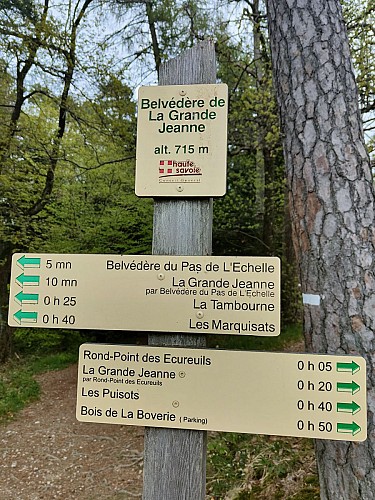 Belvédère de
La Grande
Jeanne
alt. 715 m
haute
savoie
Conseil Général
5 mn Belvédère du Pas de L'Echelle
10 mn La Grande Jeanne
par Belvédère du Pas de L'Echelle
0 h 25 La Tambourne
0 h 40 Les Marquisats
Rond-Point des Ecureuils 0 h 05
La Grande Jeanne 0 h 20
par Rond-Point des Ecureuils
Les Puisots 0 h 40
Bois de La Boverie (Parking) 0 h 50